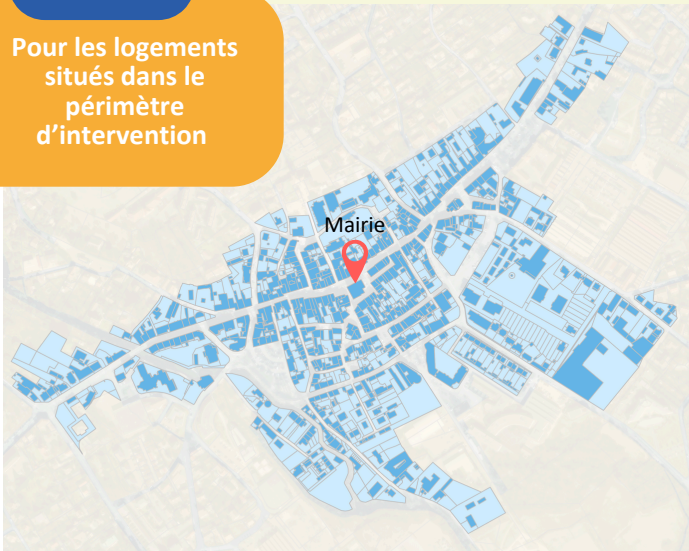 Pour les logements
situés dans le
périmètre
d’intervention
Mairie